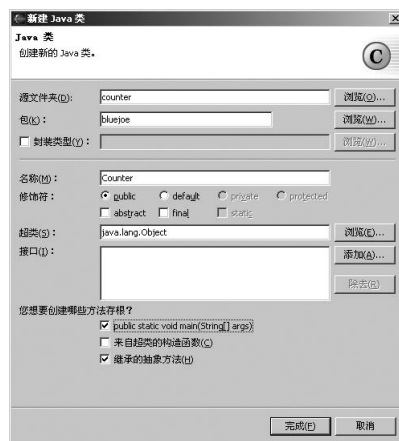 新建 Java 类
Java 类
创建新的 Java 类。
源文件夹(D): counter 浏览(O)...
包(K): bluejoe 浏览(W)...
封装类型(Y): 浏览(W)...
名称(M): Counter
修饰符: public default private protected
abstract final static
超类(S): java.lang.Object 浏览(E)...
接口(I): 添加(A)...
除去(R)
您想要创建哪些方法存根?
public static void main(String[] args)
来自超类的构造函数(C)
继承的抽象方法(H)
完成(F) 取消